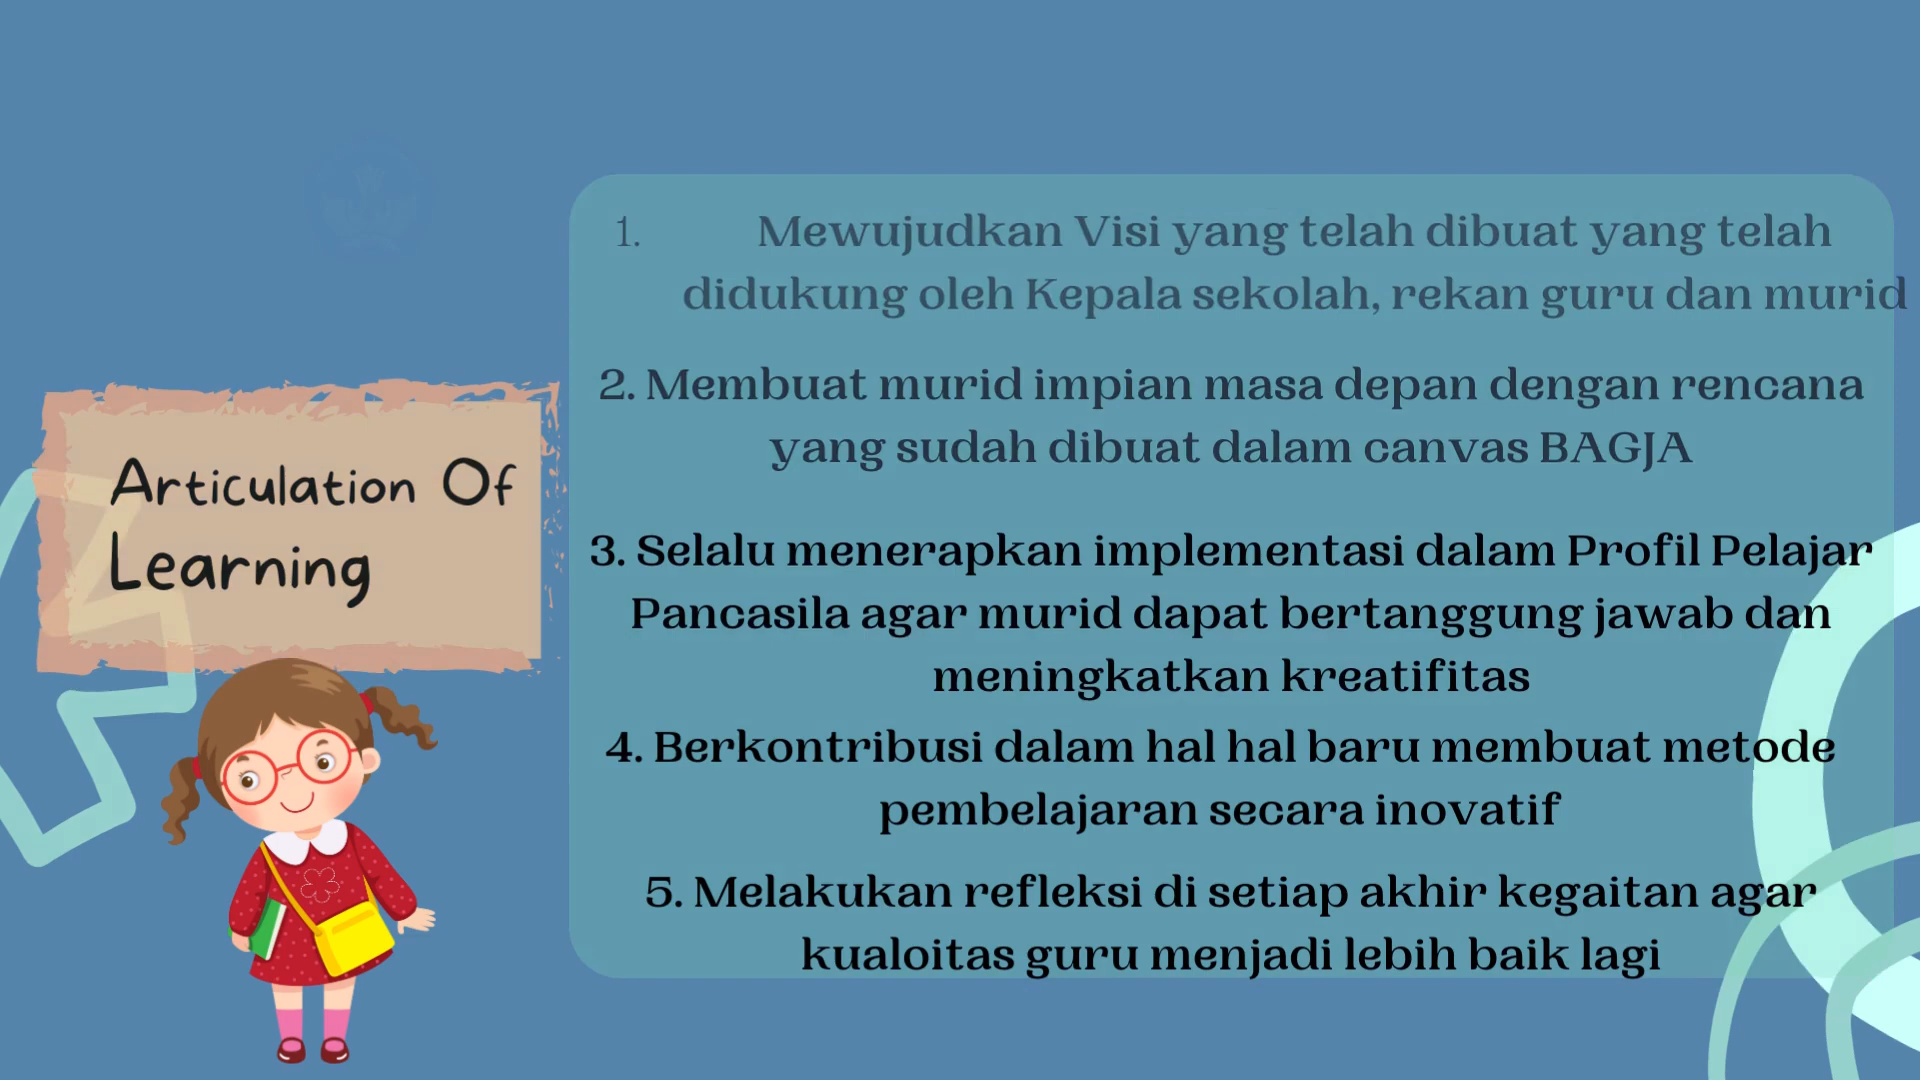 Articulation Of
Learning
1. Mewujudkan Visi yang telah dibuat yang telah
didukung oleh Kepala sekolah, rekan guru dan murid
2. Membuat murid impian masa depan dengan rencana
yang sudah dibuat dalam canvas BAGJA
3. Selalu menerapkan implementasi dalam Profil Pelajar
Pancasila agar murid dapat bertanggung jawab dan
meningkatkan kreatifitas
4. Berkontribusi dalam hal hal baru membuat metode
pembelajaran secara inovatif
5. Melakukan refleksi di setiap akhir kegaitan agar
kualoitas guru menjadi lebih baik lagi